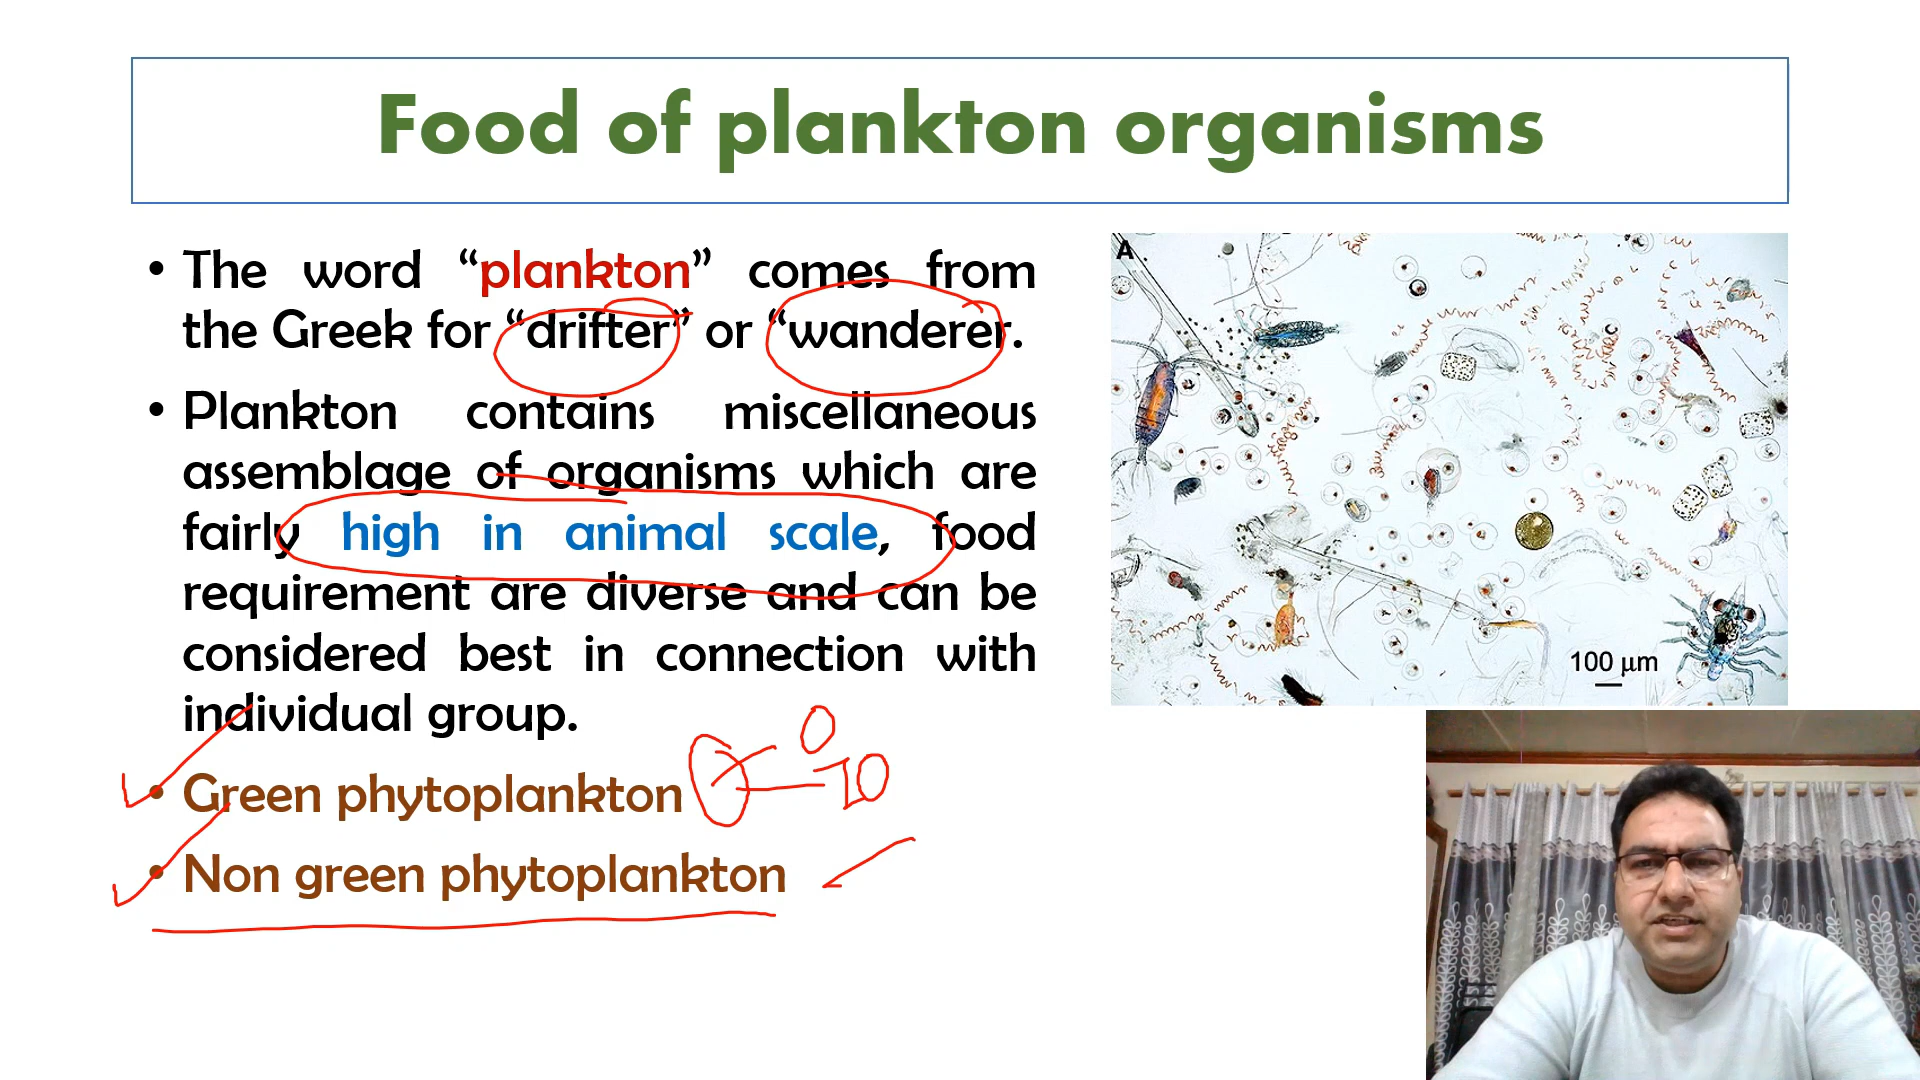 Food of plankton organisms
• The word “plankton” comes from
the Greek for “drifter” or “wanderer.
• Plankton contains miscellaneous
assemblage of organisms which are
fairly high in animal scale, food
requirement are diverse and can be
considered best in connection with
individual group.
• Green phytoplankton
• Non green phytoplankton
A
100 µm